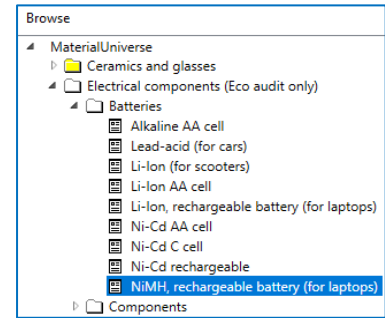 Browse
MaterialUniverse
Ceramics and glasses
Electrical components (Eco audit only)
Batteries
Alkaline AA cell
Lead-acid (for cars)
Li-Ion (for scooters)
Li-Ion AA cell
Li-Ion, rechargeable battery (for laptops)
Ni-Cd AA cell
Ni-Cd C cell
Ni-Cd rechargeable
NiMH, rechargeable battery (for laptops)
Components